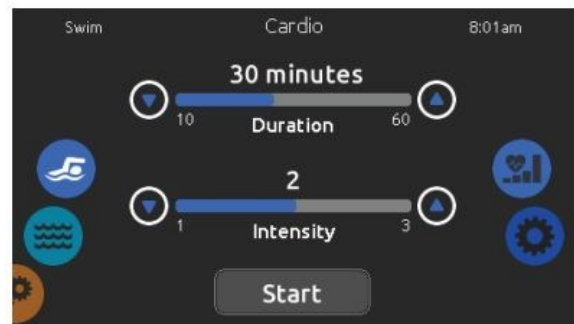 Swim Cardio 8:01am
30 minutes
10 Duration 60
2
1 Intensity 3
Start